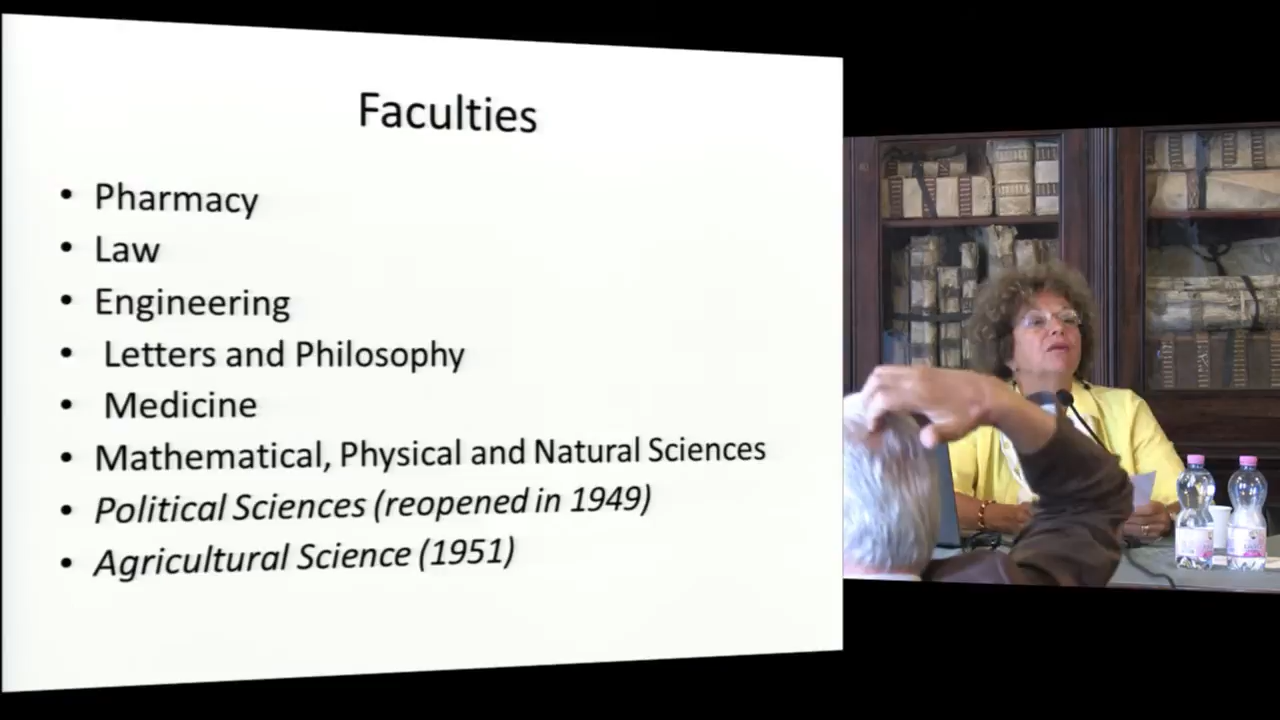 Faculties
• Pharmacy
• Law
• Engineering
• Letters and Philosophy
• Medicine
• Mathematical, Physical and Natural Sciences
• Political Sciences (reopened in 1949)
• Agricultural Science (1951)